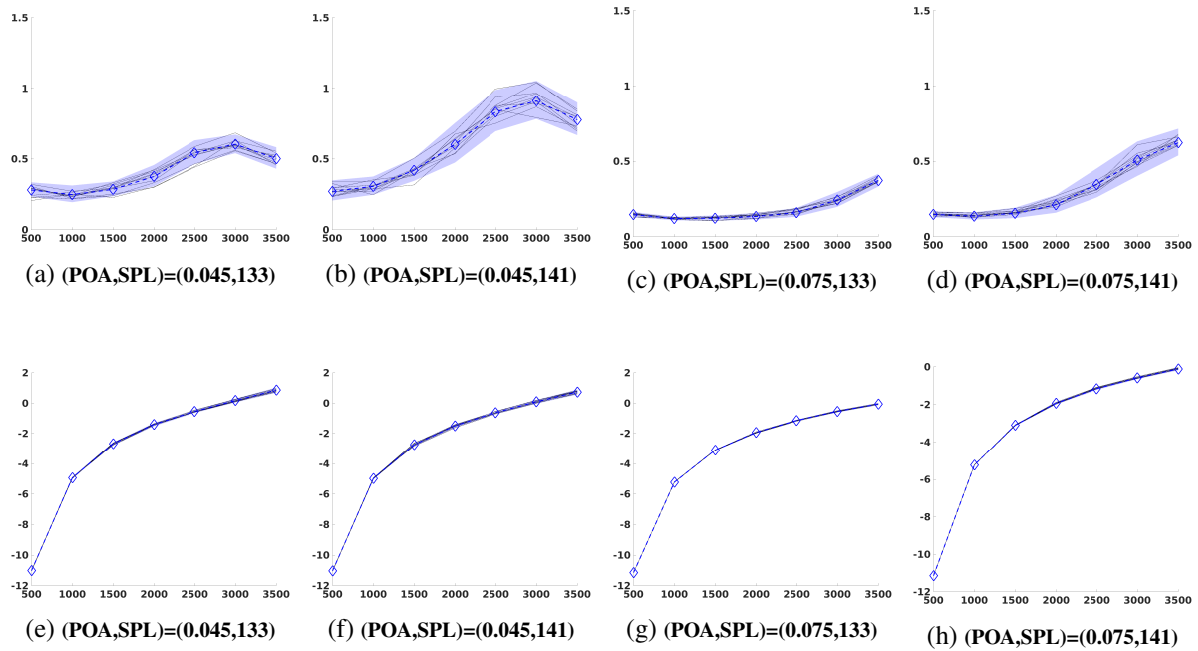 1.5
1
0.5
0
500 1000 1500 2000 2500 3000 3500
(a) (POA,SPL)=(0.045,133)
1.5
1
0.5
0
500 1000 1500 2000 2500 3000 3500
(b) (POA,SPL)=(0.045,141)
1.5
1
0.5
0
500 1000 1500 2000 2500 3000 3500
(c) (POA,SPL)=(0.075,133)
1.5
1
0.5
0
500 1000 1500 2000 2500 3000 3500
(d) (POA,SPL)=(0.075,141)
2
0
-2
-4
-6
-8
-10
-12
500 1000 1500 2000 2500 3000 3500
(e) (POA,SPL)=(0.045,133)
2
0
-2
-4
-6
-8
-10
-12
500 1000 1500 2000 2500 3000 3500
(f) (POA,SPL)=(0.045,141)
2
0
-2
-4
-6
-8
-10
-12
500 1000 1500 2000 2500 3000 3500
(g) (POA,SPL)=(0.075,133)
0
-2
-4
-6
-8
-10
-12
500 1000 1500 2000 2500 3000 3500
(h) (POA,SPL)=(0.075,141)